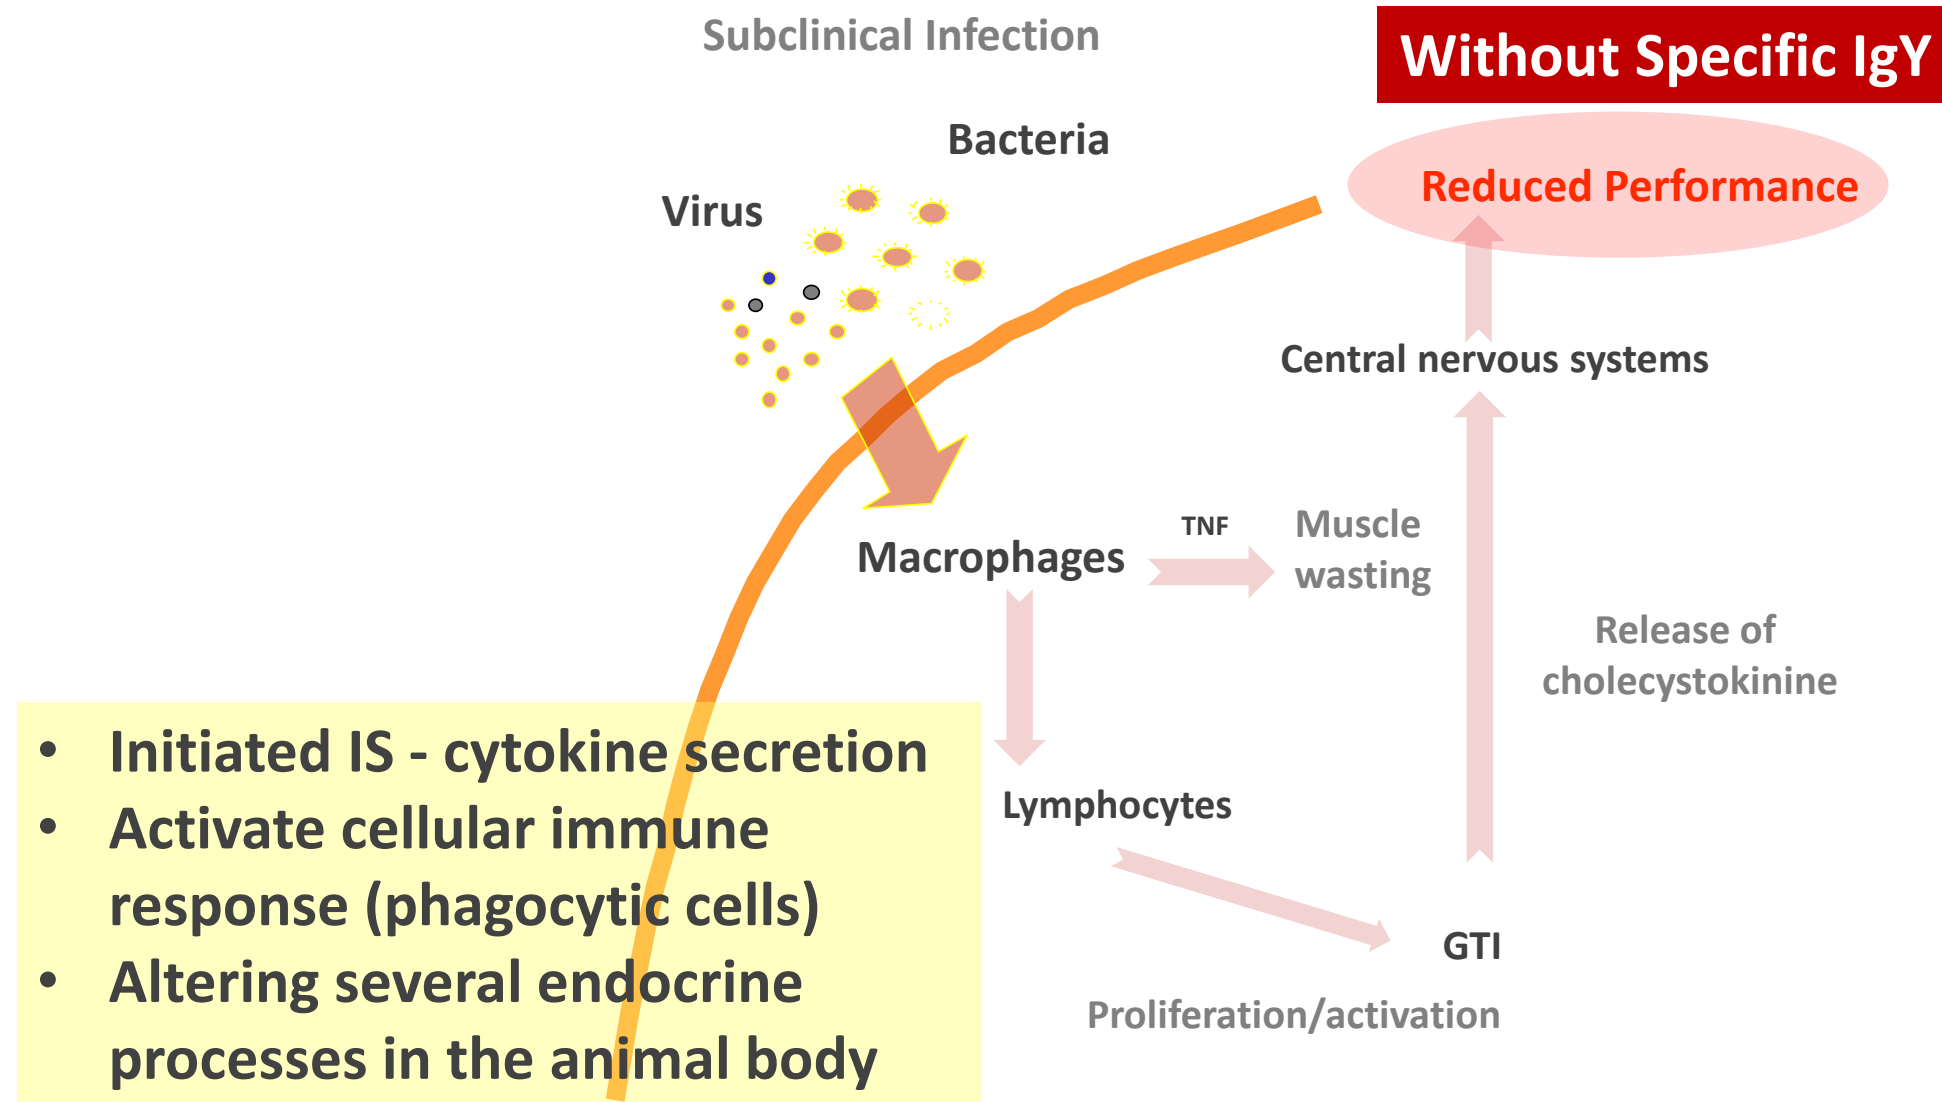 Subclinical Infection
Without Specific IgY
Bacteria
Virus
Reduced Performance
Central nervous systems
TNF
Muscle
wasting
Macrophages
Release of
cholecystokinine
Lymphocytes
GTI
Proliferation/activation
• Initiated IS - cytokine secretion
• Activate cellular immune
response (phagocytic cells)
• Altering several endocrine
processes in the animal body